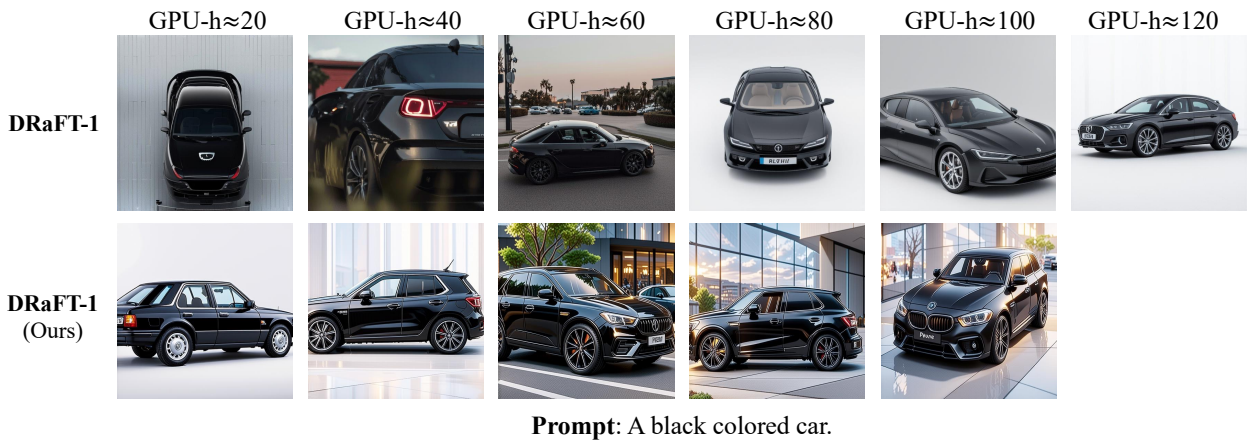 GPU-h≈20 GPU-h≈40 GPU-h≈60 GPU-h≈80 GPU-h≈100 GPU-h≈120
DRaFT-1
DRaFT-1
(Ours)
Prompt: A black colored car.